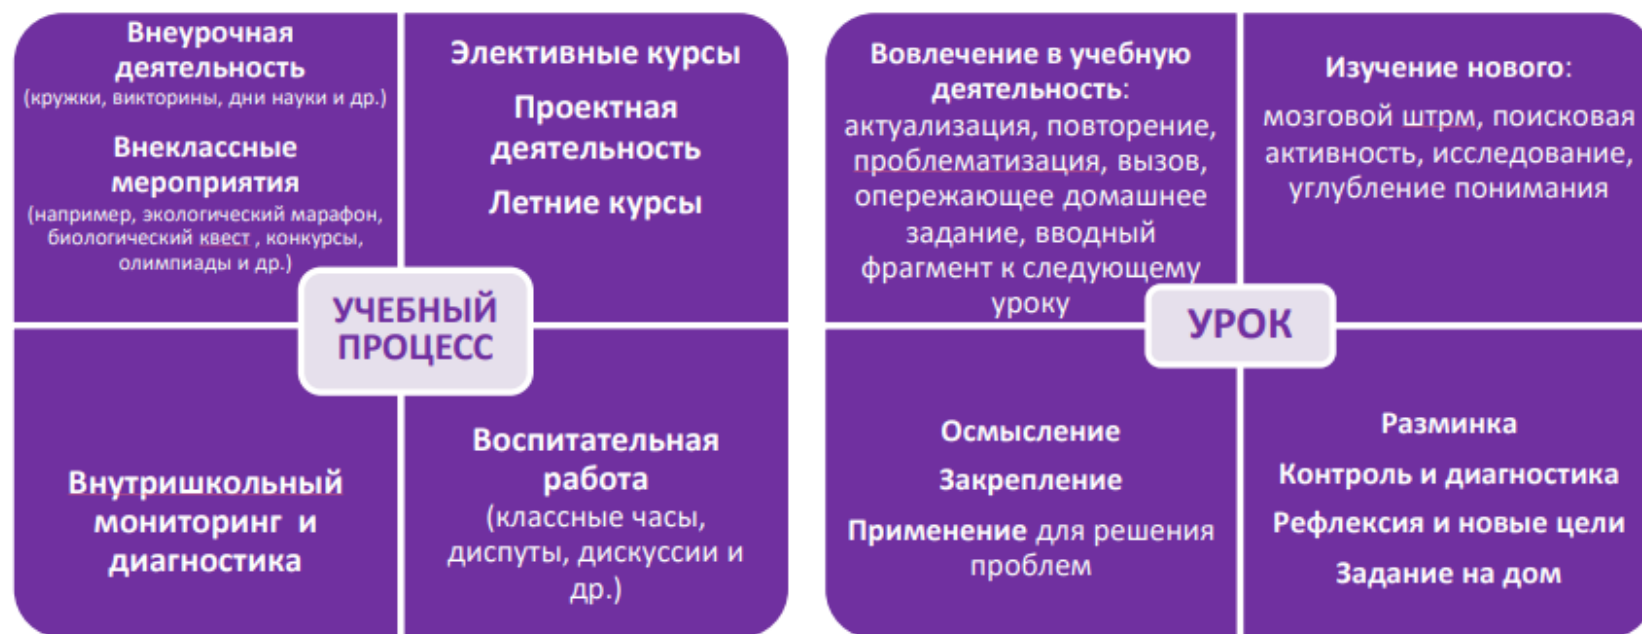 Внеурочная
деятельность
(кружки, викторины, дни науки и др.)
Внеклассные
мероприятия
(например, экологический марафон,
биологический квест , конкурсы,
олимпиады и др.)
Элективные курсы
Проектная
деятельность
Летние курсы
УЧЕБНЫЙ
ПРОЦЕСС
Внутришкольный
мониторинг и
диагностика
Воспитательная
работа
(классные часы,
диспуты, дискуссии и
др.)
Вовлечение в учебную
деятельность:
актуализация, повторение,
проблематизация, вызов,
опережающее домашнее
задание, вводный
фрагмент к следующему
уроку
Изучение нового:
мозговой штрм, поисковая
активность, исследование,
углубление понимания
УРОК
Осмысление
Закрепление
Применение для решения
проблем
Разминка
Контроль и диагностика
Рефлексия и новые цели
Задание на дом